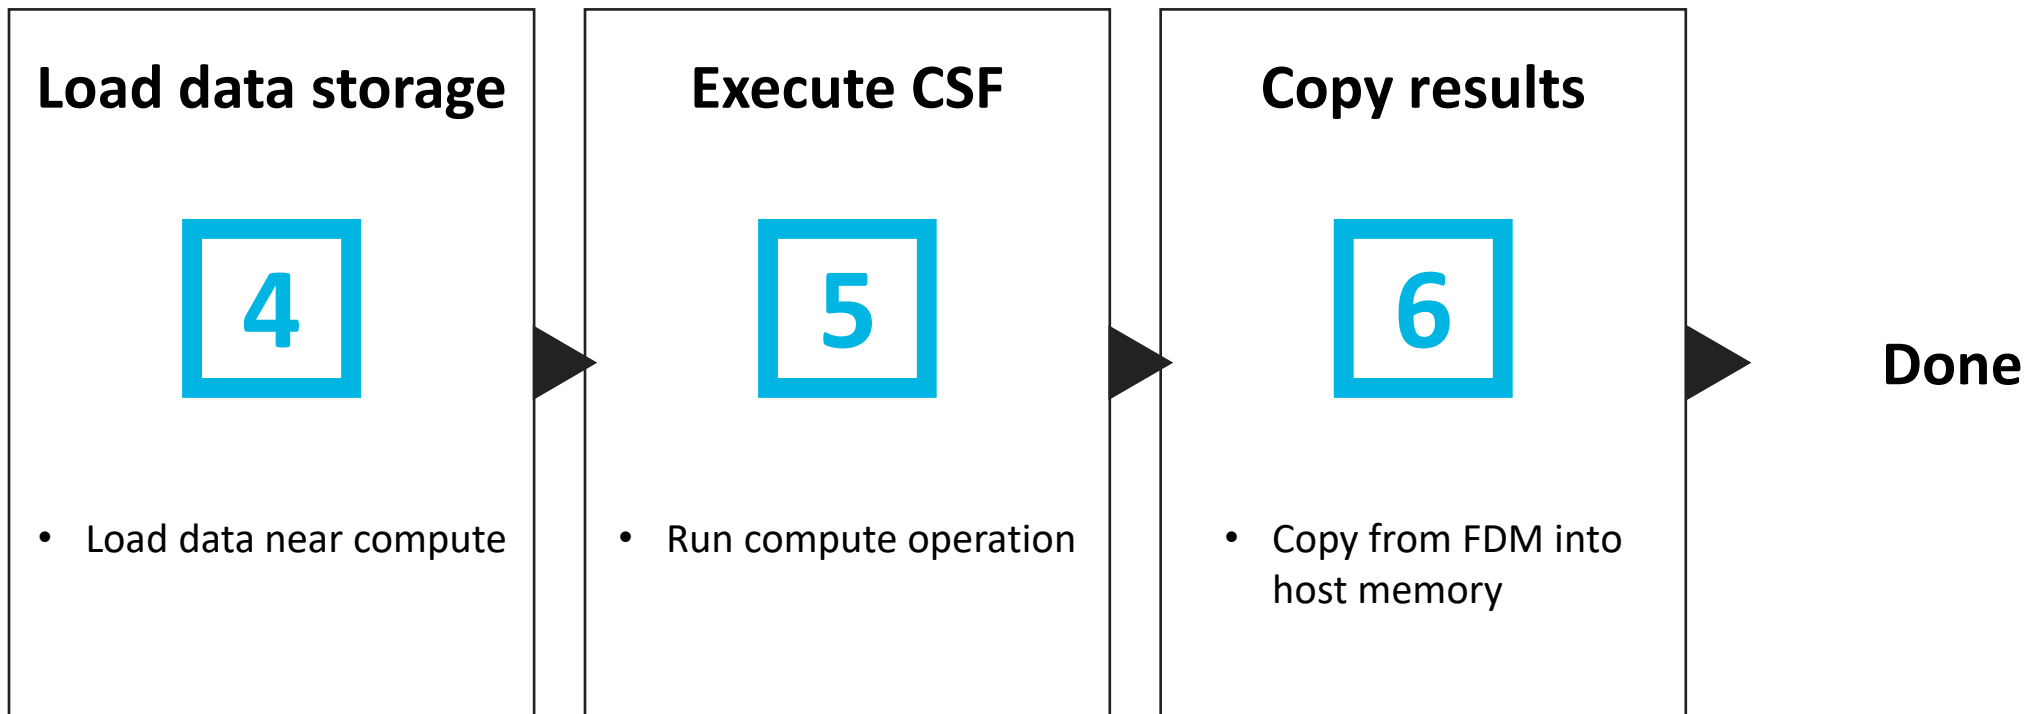 Load data storage
4
• Load data near compute
Execute CSF
5
• Run compute operation
Copy results
6
• Copy from FDM into
host memory
Done